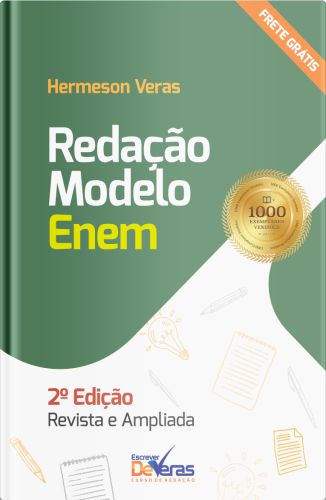 FRETE GRÁTIS
Hermeson Veras
Redação
Modelo
Enem
1000
EXEMPLARES
VENDIDOS
2º Edição
Revista e Ampliada
Escrever
DeVeras
CURSO DE REDAÇÃO